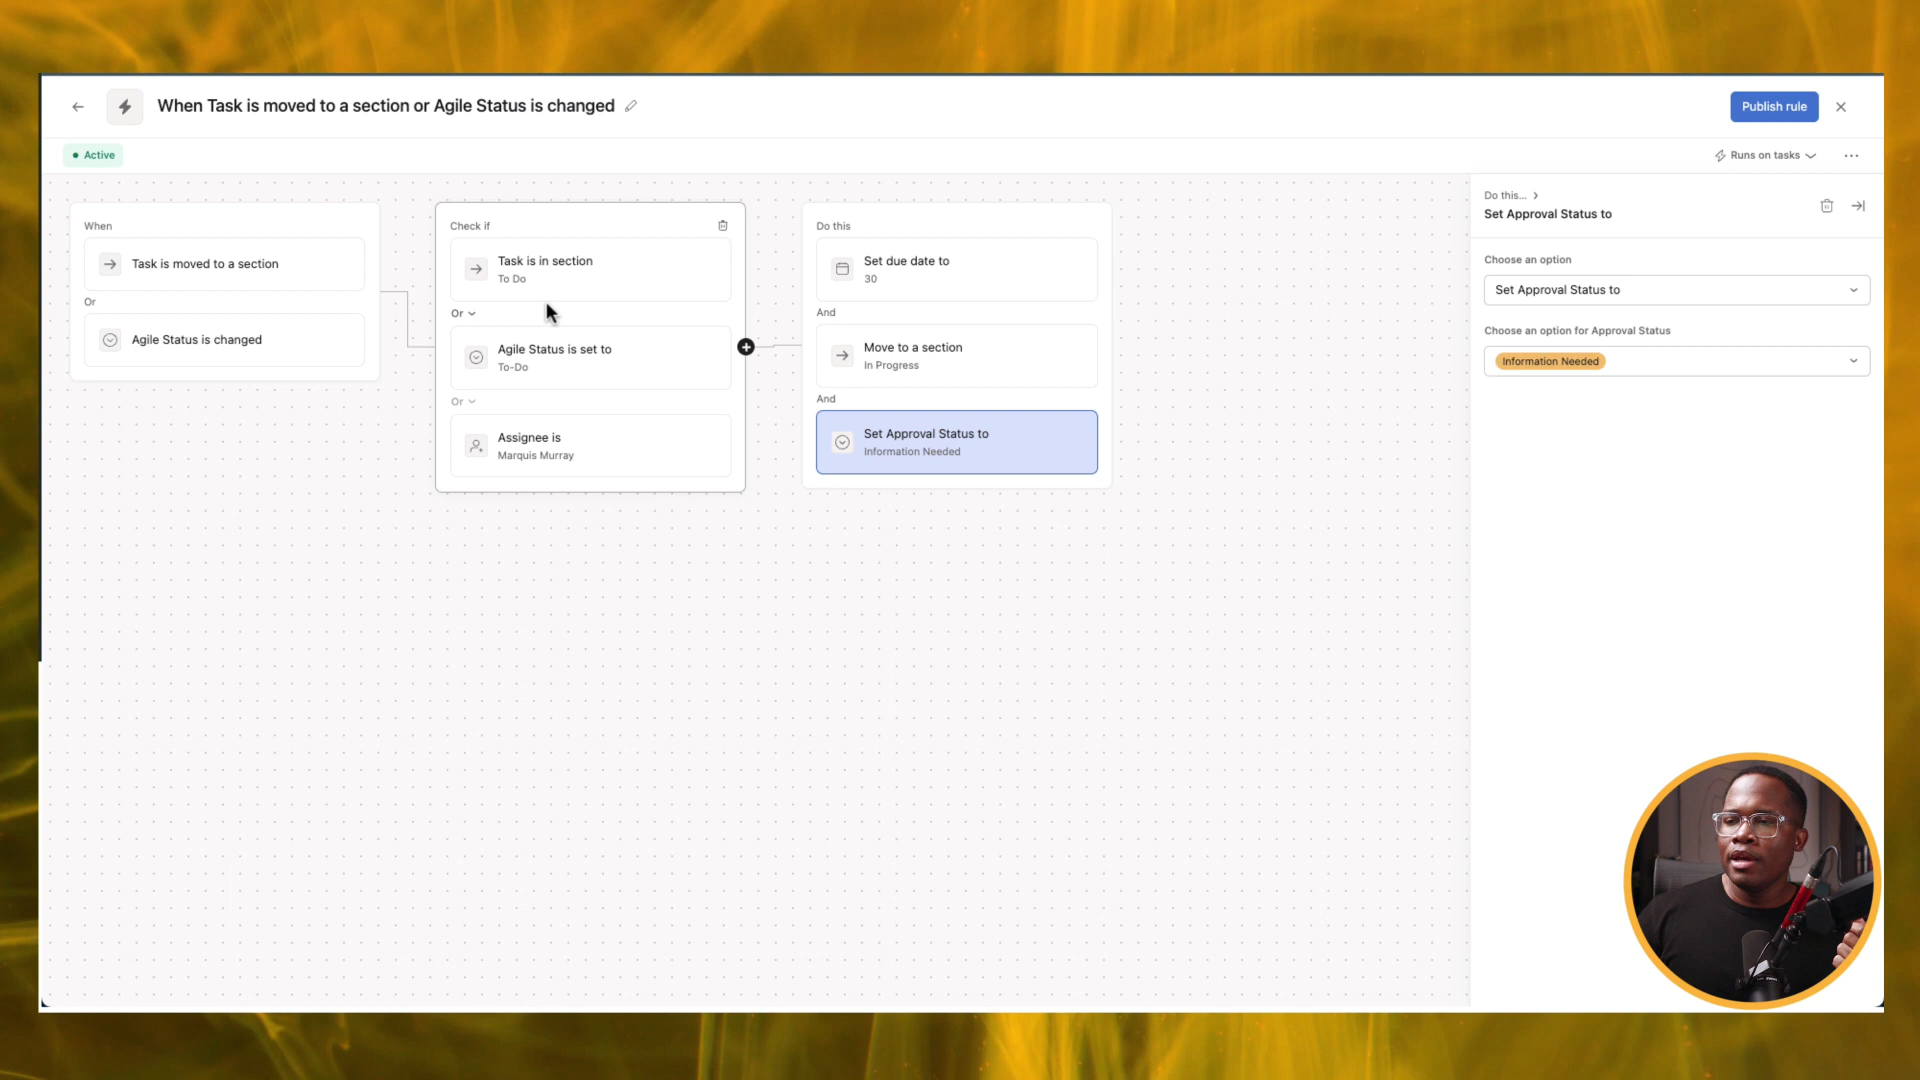 When Task is moved to a section or Agile Status is changed
Publish rule
Active
Runs on tasks
When
Task is moved to a section
Or
Agile Status is changed
Check if
Task is in section
To Do
Or
Agile Status is set to
To-Do
Or
Assignee is
Marquis Murray
Do this
Set due date to
30
And
Move to a section
In Progress
And
Set Approval Status to
Information Needed
Do this...
Set Approval Status to
Choose an option
Set Approval Status to
Choose an option for Approval Status
Information Needed